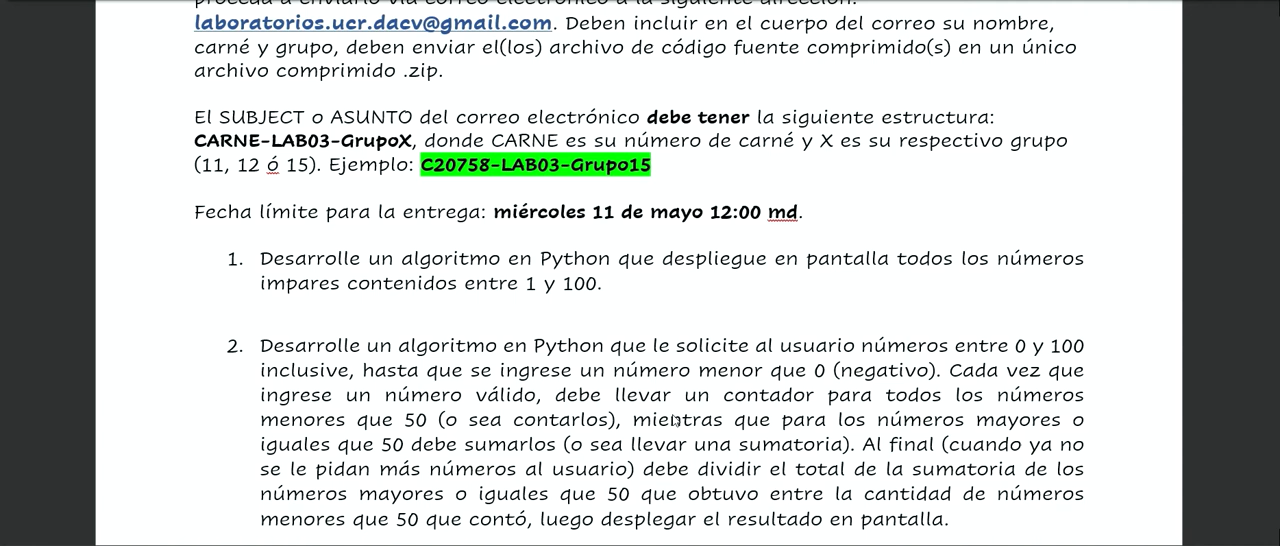 proceda a enviarlo vía correo electrónico a la siguiente dirección:
laboratorios.ucr.dacv@gmail.com. Deben incluir en el cuerpo del correo su nombre,
carné y grupo, deben enviar el(los) archivo de código fuente comprimido(s) en un único
archivo comprimido .zip.
El SUBJECT o ASUNTO del correo electrónico debe tener la siguiente estructura:
CARNE-LAB03-GrupoX, donde CARNE es su número de carné y X es su respectivo grupo
(11, 12 ó 15). Ejemplo: C20758-LAB03-Grupo15
Fecha límite para la entrega: miércoles 11 de mayo 12:00 md.
1. Desarrolle un algoritmo en Python que despliegue en pantalla todos los números
impares contenidos entre 1 y 100.
2. Desarrolle un algoritmo en Python que le solicite al usuario números entre 0 y 100
inclusive, hasta que se ingrese un número menor que 0 (negativo). Cada vez que
ingrese un número válido, debe llevar un contador para todos los números
menores que 50 (o sea contarlos), mientras que para los números mayores o
iguales que 50 debe sumarlos (o sea llevar una sumatoria). Al final (cuando ya no
se le pidan más números al usuario) debe dividir el total de la sumatoria de los
números mayores o iguales que 50 que obtuvo entre la cantidad de números
menores que 50 que contó, luego desplegar el resultado en pantalla.